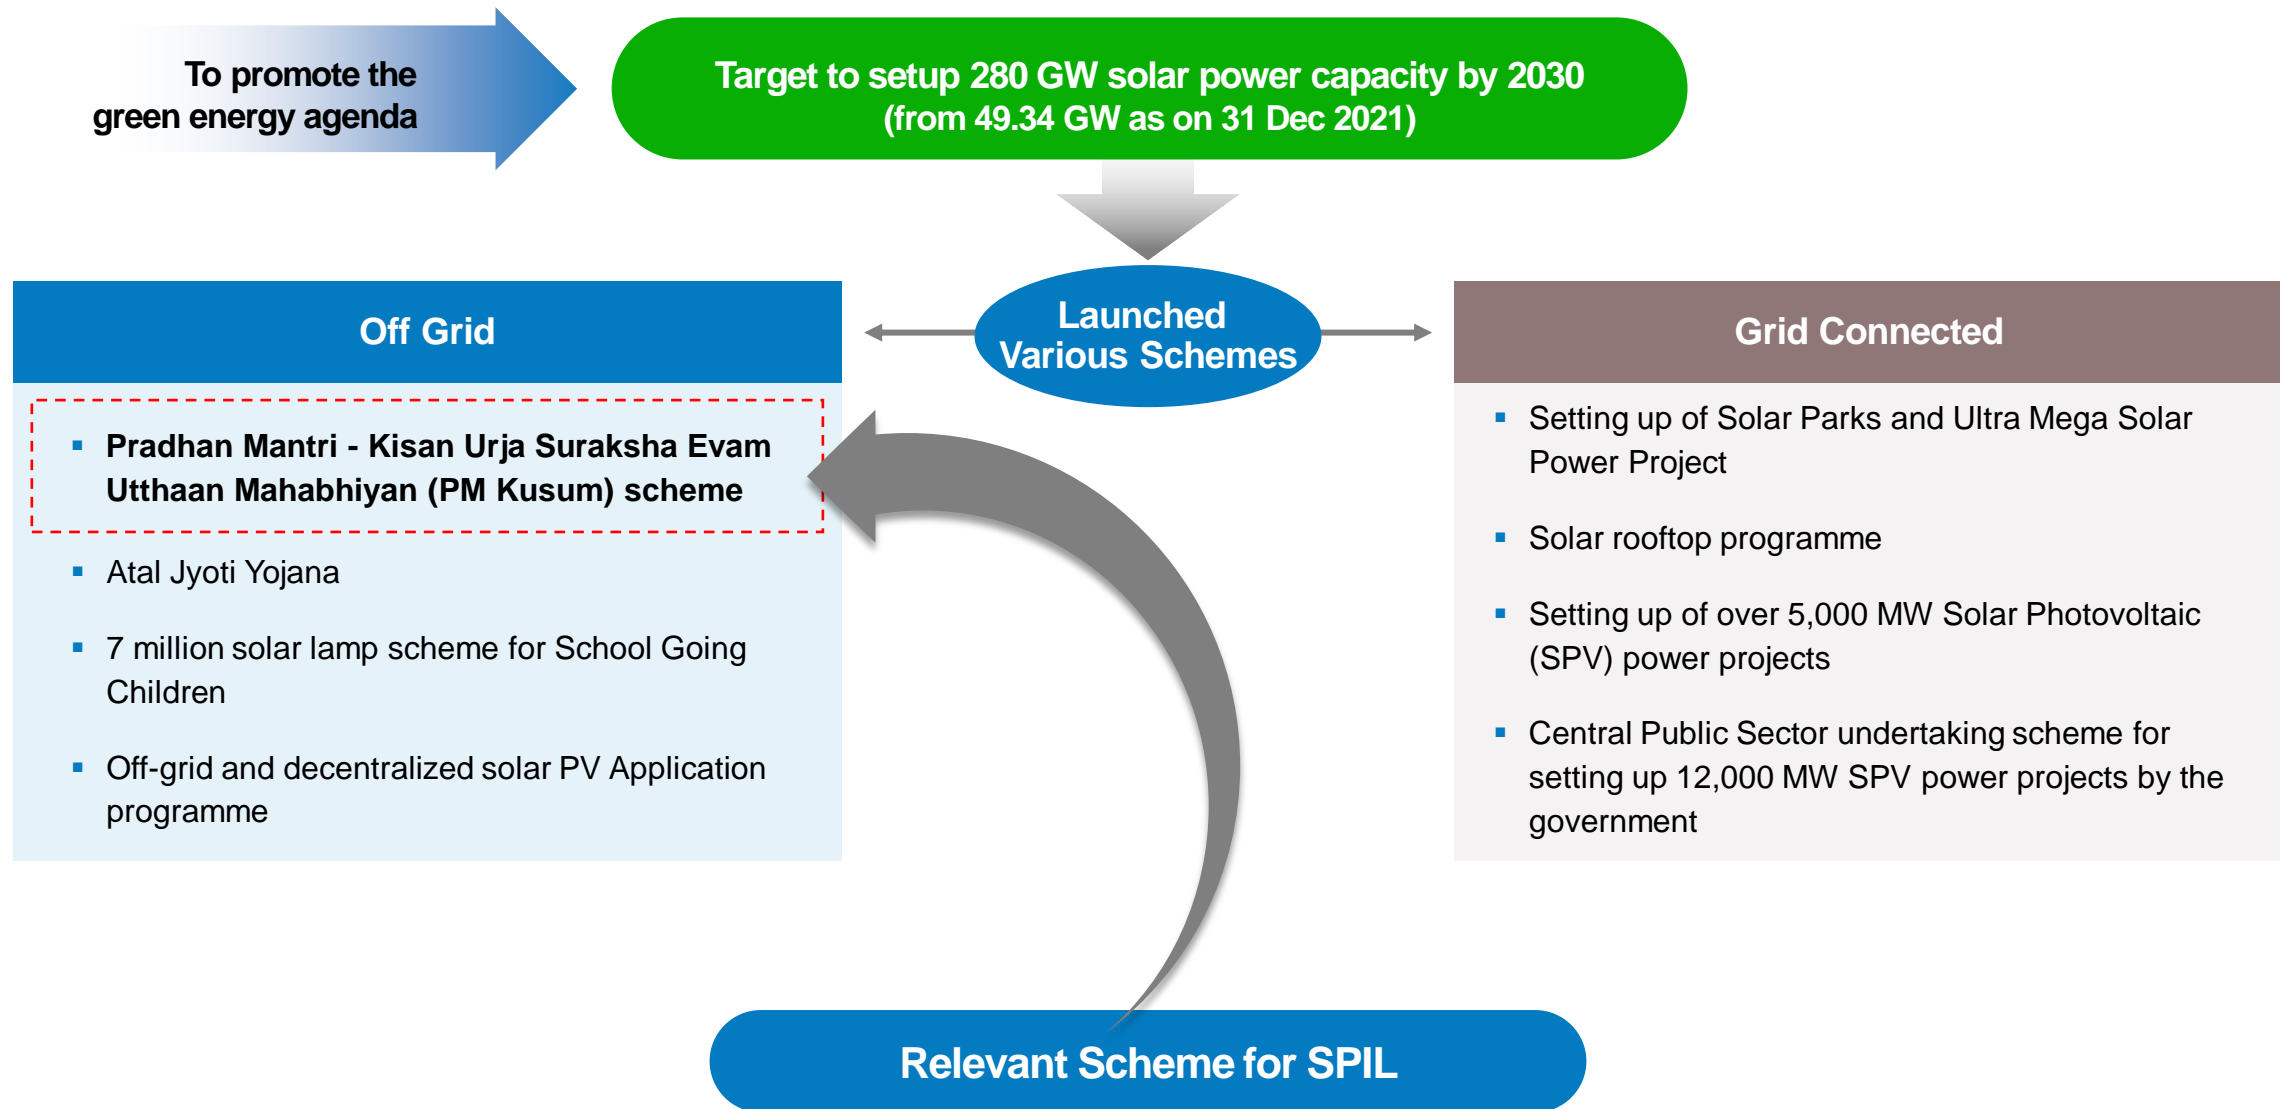 To promote the
green energy agenda
Target to setup 280 GW solar power capacity by 2030
(from 49.34 GW as on 31 Dec 2021)
Launched
Various Schemes
Off Grid
▪ Pradhan Mantri - Kisan Urja Suraksha Evam
Utthaan Mahabhiyan (PM Kusum) scheme
▪ Atal Jyoti Yojana
▪ 7 million solar lamp scheme for School Going
Children
▪ Off-grid and decentralized solar PV Application
programme
Grid Connected
▪ Setting up of Solar Parks and Ultra Mega Solar
Power Project
▪ Solar rooftop programme
▪ Setting up of over 5,000 MW Solar Photovoltaic
(SPV) power projects
▪ Central Public Sector undertaking scheme for
setting up 12,000 MW SPV power projects by the
government
Relevant Scheme for SPIL